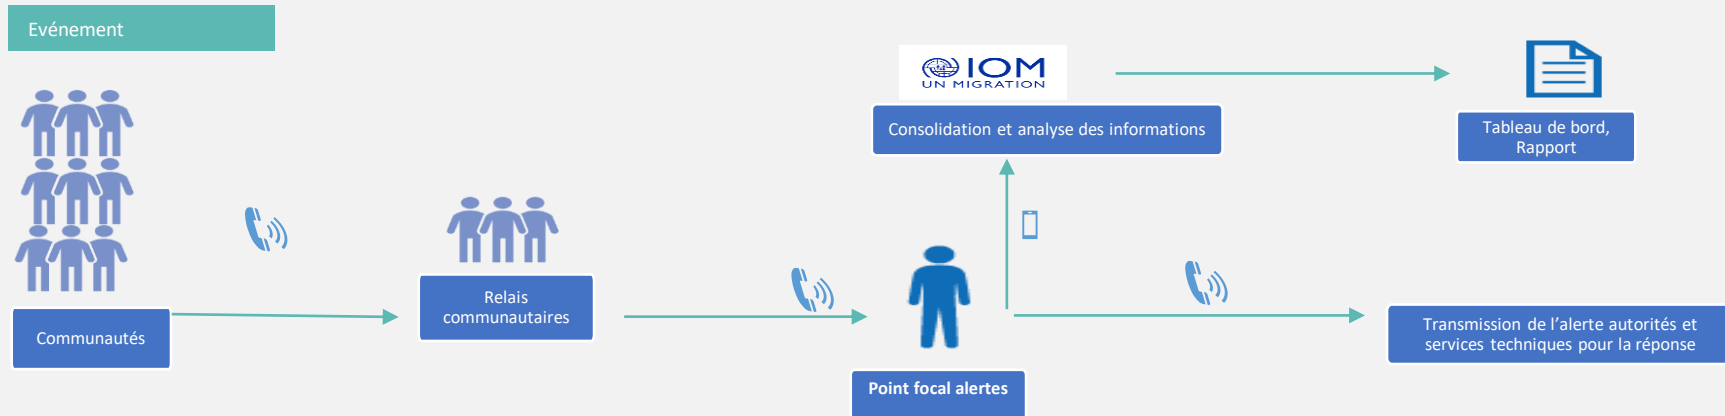 Evénement
IOM
UN MIGRATION
Consolidation et analyse des informations
Tableau de bord,
Rapport
Relais
communautaires
Communautés
Transmission de l’alerte autorités et
services techniques pour la réponse
Point focal alertes